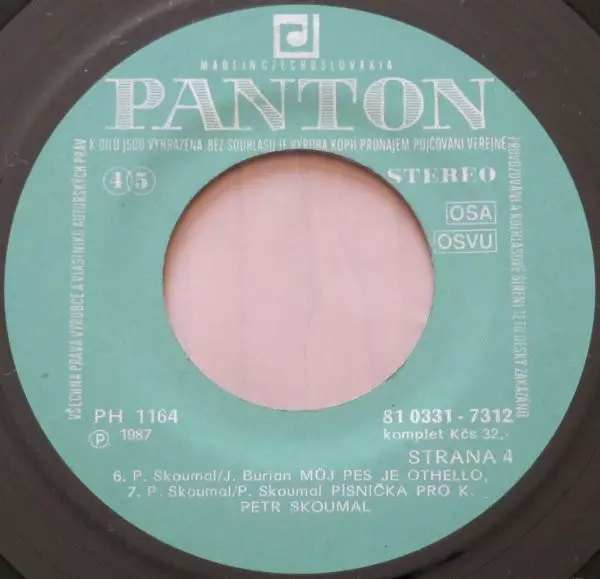 MADE IN CZECHOSLOVAKIA
PANTON
VŠECHNA PRÁVA VÝROBCE A VLASTNÍKŮ AUTORSKÝCH PRÁV
K DÍLU JSOU VYHRAZENA. BEZ SOUHLASU JE VÝROBA KOPIÍ PRONÁJEM PŮJČOVÁNÍ VEŘEJNÉ
PROVOZOVÁNÍ A ROZHLASOVÉ ŠÍŘENÍ TÉTO DESKY ZAKÁZÁNO
45
STEREO
OSA
OSVU
PH 1164
81 0331-7312
Ⓟ 1987
komplet Kčs 32,-
STRANA 4
6. P. Skoumal/J. Burian MŮJ PES JE OTHELLO,
7. P. Skoumal/P. Skoumal PÍSNIČKA PRO K.
PETR SKOUMAL